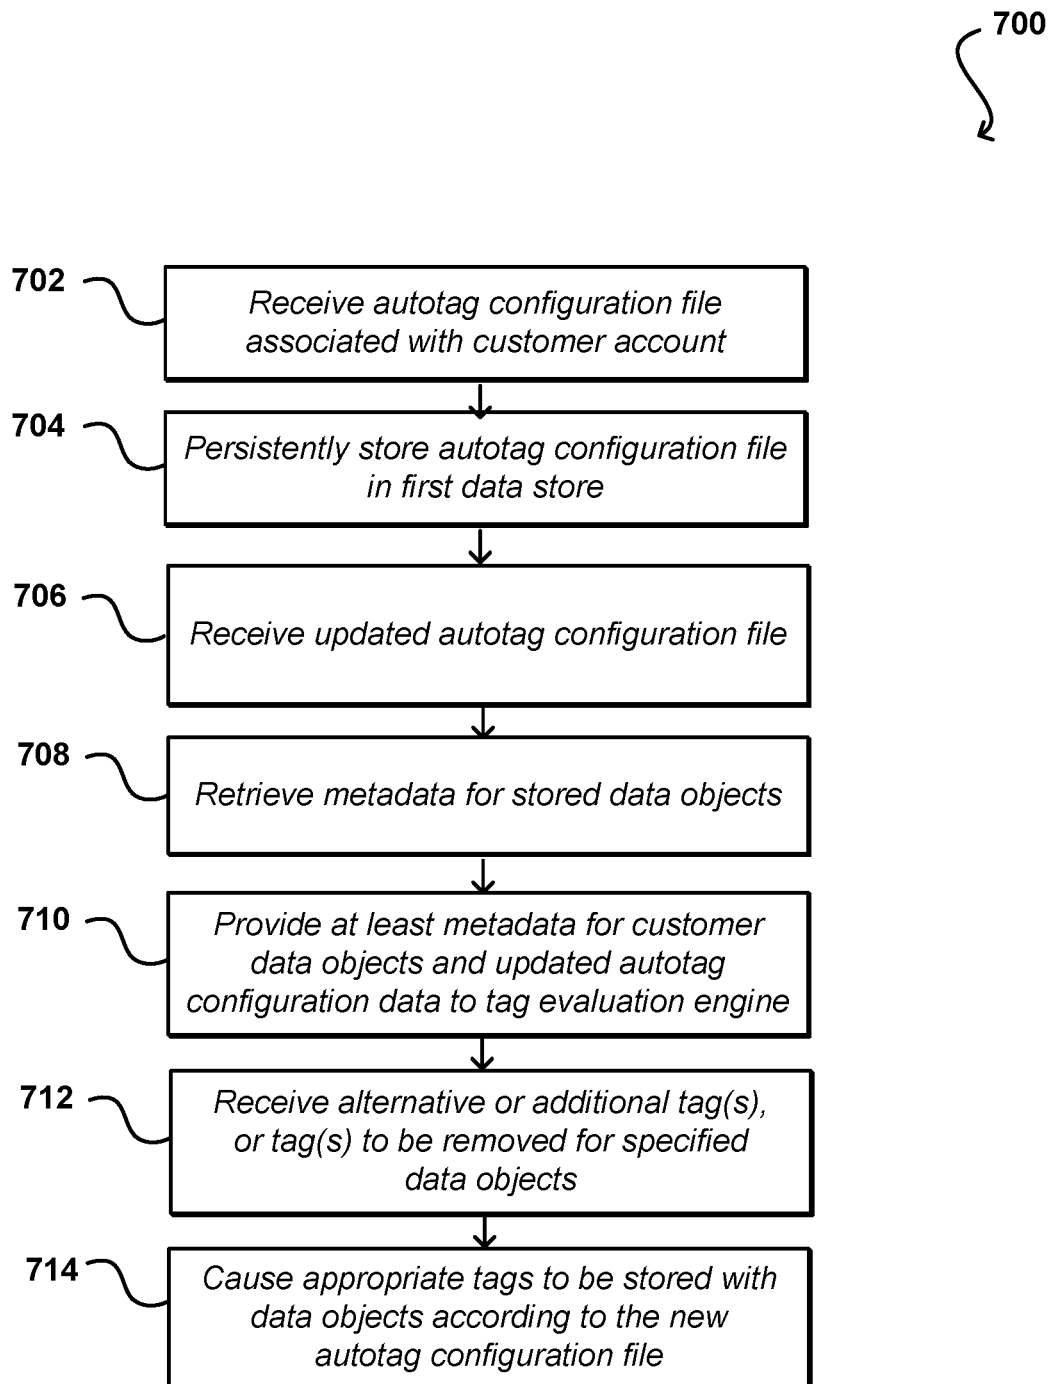 700
702
Receive autotag configuration file
associated with customer account
704
Persistently store autotag configuration file
in first data store
706
Receive updated autotag configuration file
708
Retrieve metadata for stored data objects
710
Provide at least metadata for customer
data objects and updated autotag
configuration data to tag evaluation engine
712
Receive alternative or additional tag(s),
or tag(s) to be removed for specified
data objects
714
Cause appropriate tags to be stored with
data objects according to the new
autotag configuration file